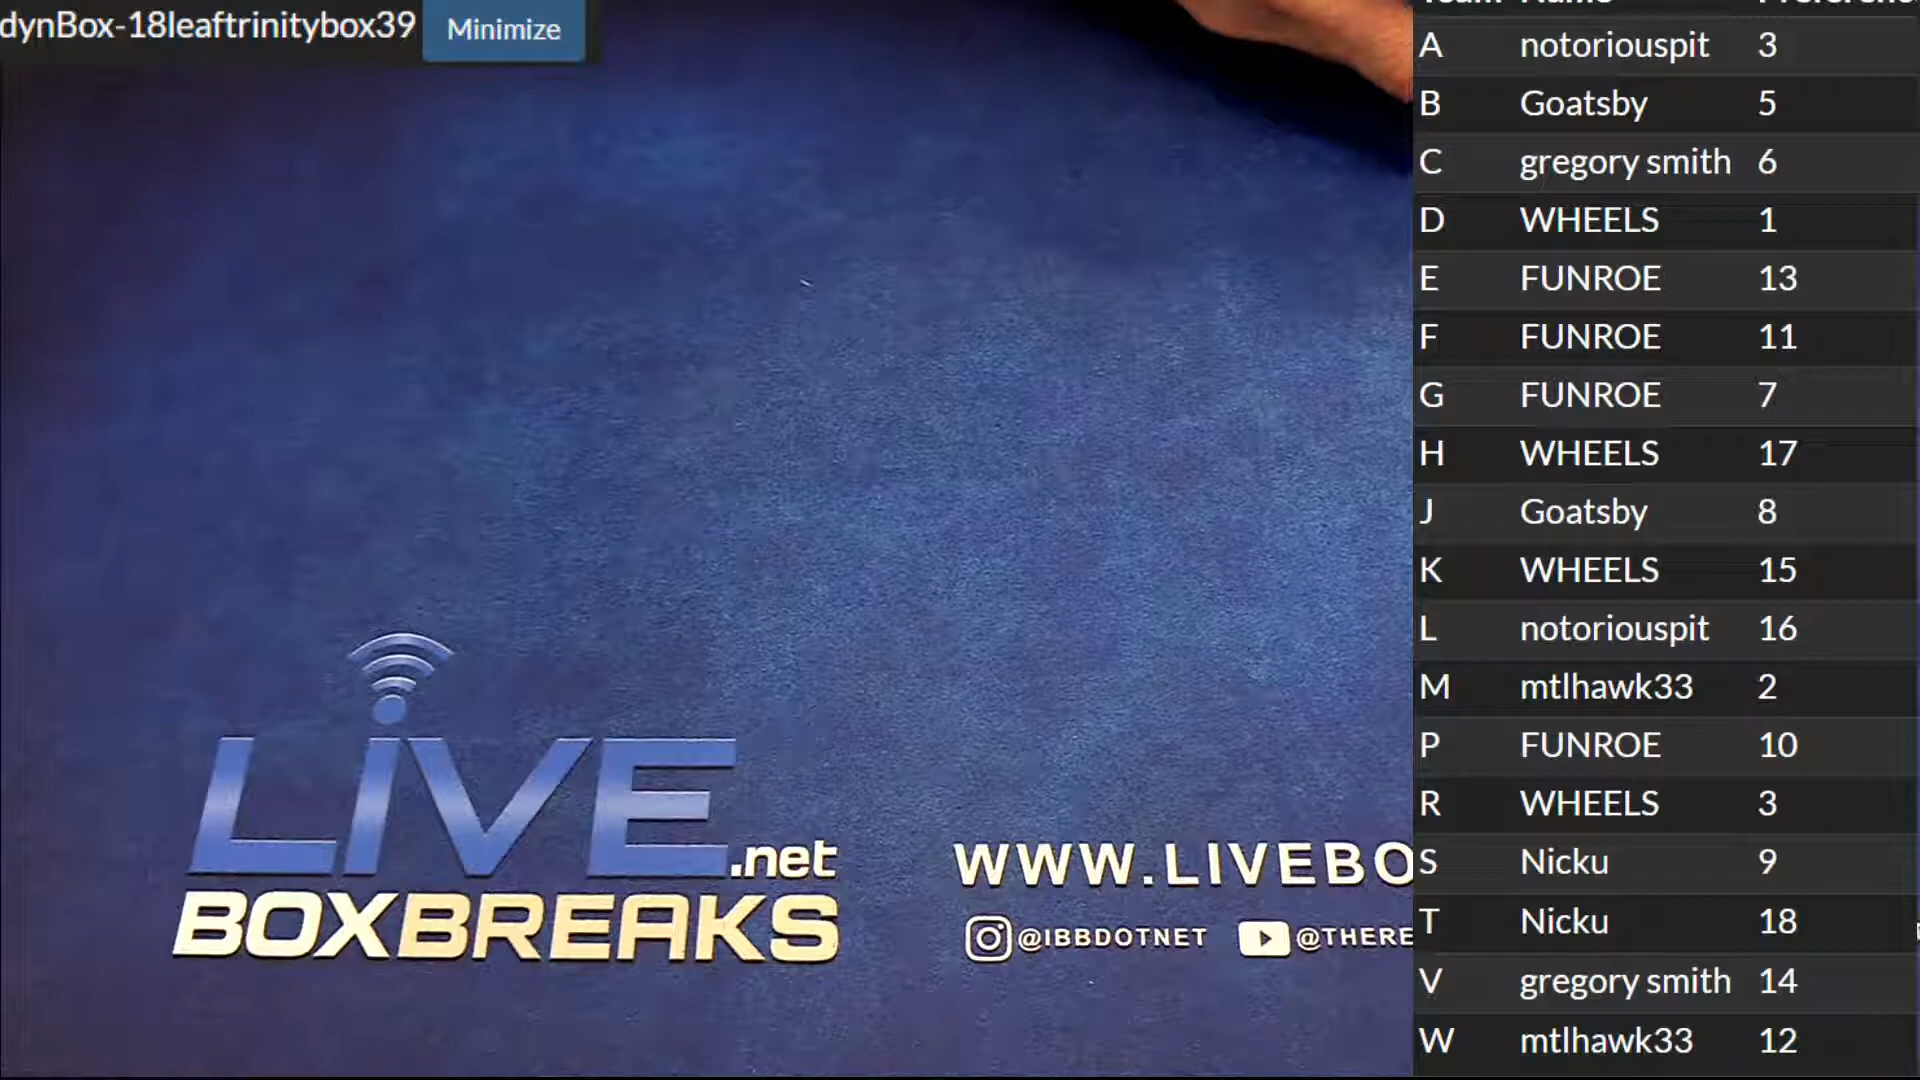 dynBox-18leaftrinitybox39 Minimize
Team Name
A notoriouspit 3
B Goatsby 5
C gregory smith 6
D WHEELS 1
E FUNROE 13
F FUNROE 11
G FUNROE 7
H WHEELS 17
J Goatsby 8
K WHEELS 15
L notoriouspit 16
M mtlhawk33 2
P FUNROE 10
R WHEELS 3
S Nicku 9
T Nicku 18
V gregory smith 14
W mtlhawk33 12
LIVE.net
BOXBREAKS
WWW.LIVEBO
@IBBDOTNET @THERE